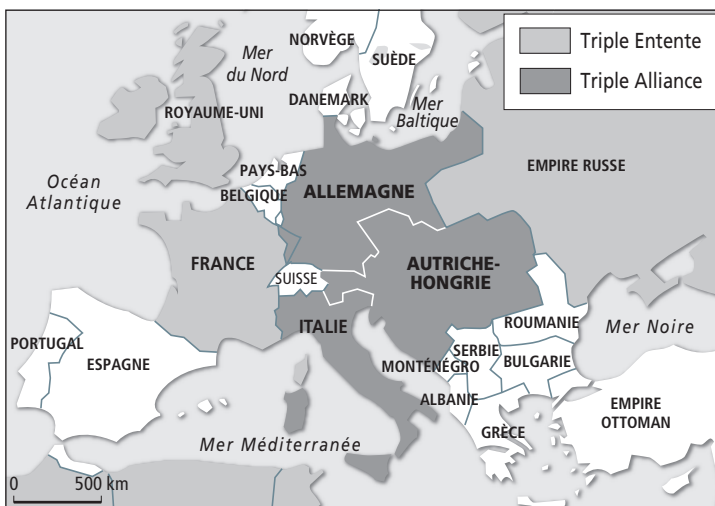 Triple Entente
Triple Alliance
NORVÈGE
SUÈDE
Mer
du Nord
DANEMARK
Mer
Baltique
ROYAUME-UNI
EMPIRE RUSSE
PAYS-BAS
BELGIQUE
ALLEMAGNE
Océan
Atlantique
FRANCE
SUISSE
AUTRICHE-
HONGRIE
ITALIE
ROUMANIE
Mer Noire
PORTUGAL
ESPAGNE
SERBIE
MONTÉNÉGRO
BULGARIE
ALBANIE
EMPIRE
OTTOMAN
GRÈCE
Mer Méditerranée
0 500 km